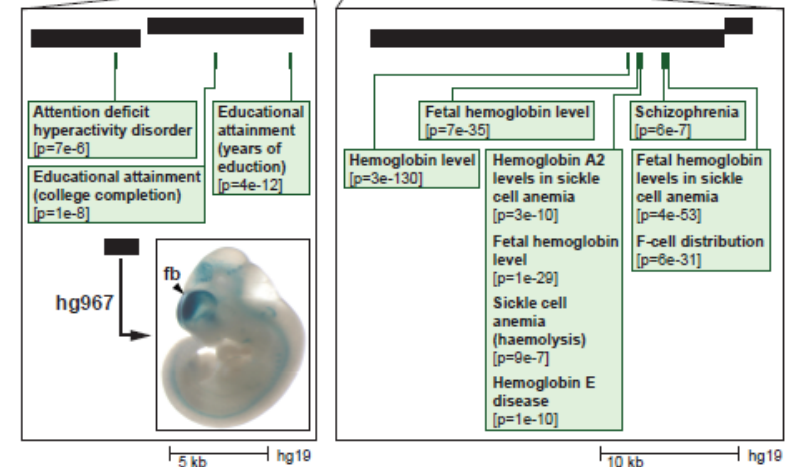 Attention deficit
hyperactivity disorder
[p=7e-6]
Educational attainment
(college completion)
[p=1e-8]
Educational
attainment
(years of
eduction)
[p=4e-12]
hg967
fb
5 kb
hg19
Fetal hemoglobin level
[p=7e-35]
Schizophrenia
[p=6e-7]
Hemoglobin level
[p=3e-130]
Hemoglobin A2
levels in sickle
cell anemia
[p=3e-10]
Fetal hemoglobin
level
[p=1e-29]
Sickle cell
anemia
(haemolysis)
[p=9e-7]
Hemoglobin E
disease
[p=1e-10]
Fetal hemoglobin
levels in sickle
cell anemia
[p=4e-53]
F-cell distribution
[p=6e-31]
10 kb
hg19